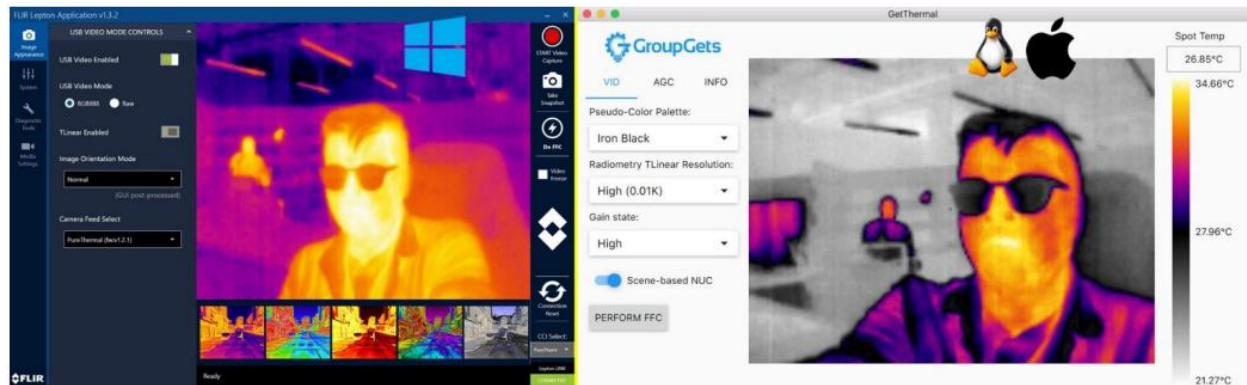 FLIR Lepton Application v1.3.2
Image
Appearance
System
Diagnostic
Tools
Media
Settings
FLIR
USB VIDEO MODE CONTROLS
USB Video Enabled
USB Video Mode
RGB888 Raw
TLinear Enabled
Image Orientation Mode
Normal
(GUI post-processed)
Camera Feed Select
PureThermal (fw:v1.2.1)
START Video
Capture
Take
Snapshot
Do FFC
Video
Freeze
Connection
Reset
CCI Select:
PureTherm
Lepton UVW
CONNECTED
Ready
GetThermal
GroupGets
VID AGC INFO
Pseudo-Color Palette:
Iron Black
Radiometry TLinear Resolution:
High (0.01K)
Gain state:
High
Scene-based NUC
PERFORM FFC
Spot Temp
26.85°C
34.66°C
27.96°C
21.27°C